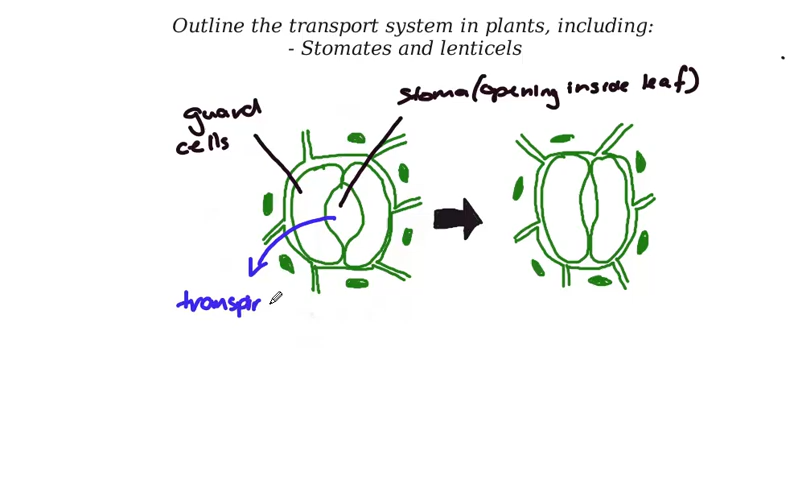 Outline the transport system in plants, including:
- Stomates and lenticels
stoma (opening inside leaf)
guard
cells
transpir